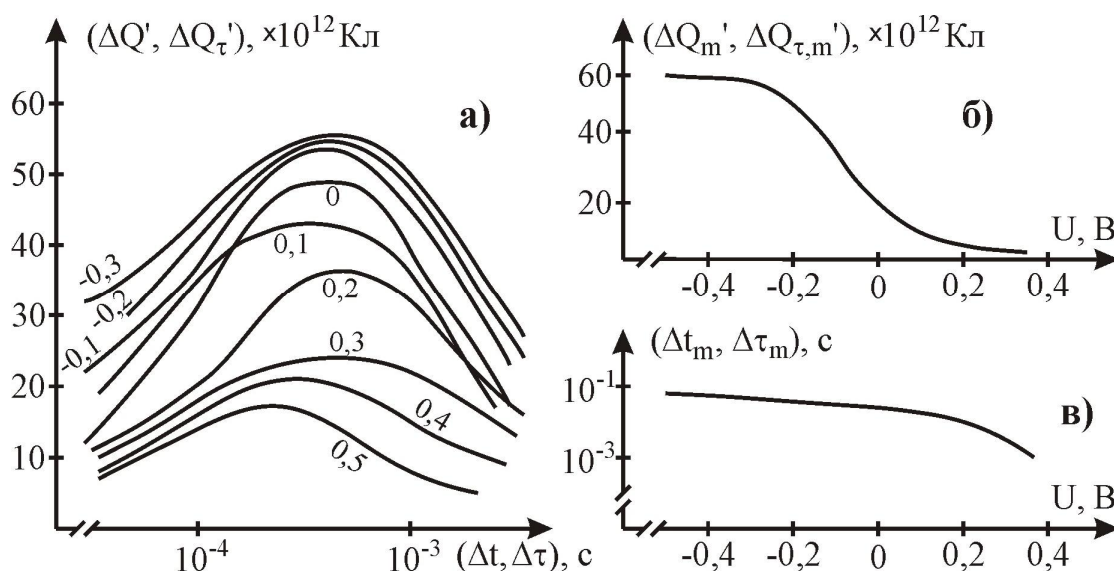 (ΔQ', ΔQτ'), ×10¹² Кл
60
50
40
30
20
10
а)
-0,3
-0,2
-0,1
0
0,1
0,2
0,3
0,4
0,5
10⁻⁴
10⁻³
(Δt, Δτ), с
(ΔQm', ΔQτ,m'), ×10¹² Кл
60
40
20
б)
U, В
-0,4 -0,2 0 0,2 0,4
(Δtm, Δτm), с
10⁻¹
10⁻³
в)
U, В
-0,4 -0,2 0 0,2 0,4